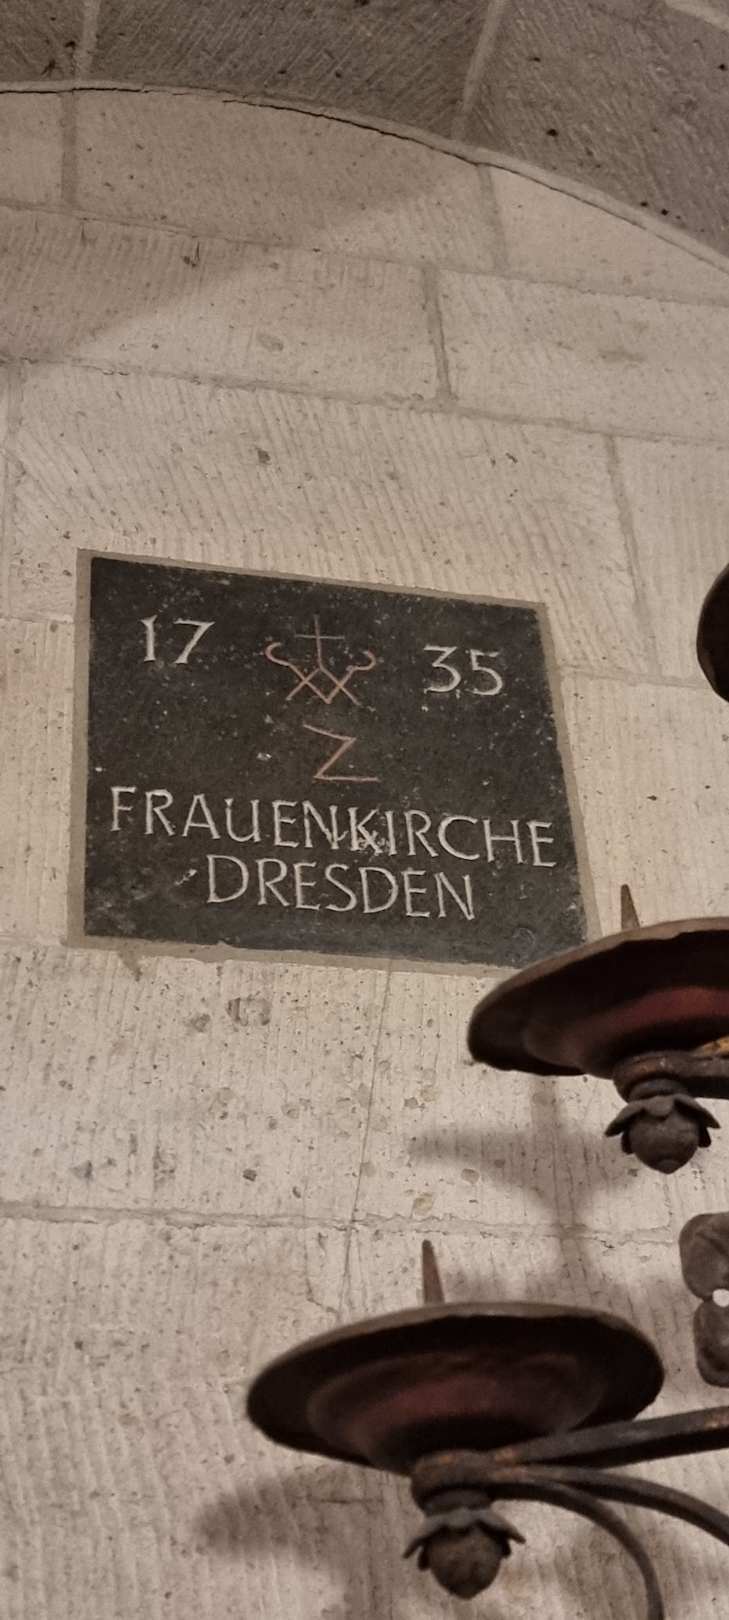 17 35
Z
FRAUENKIRCHE
DRESDEN